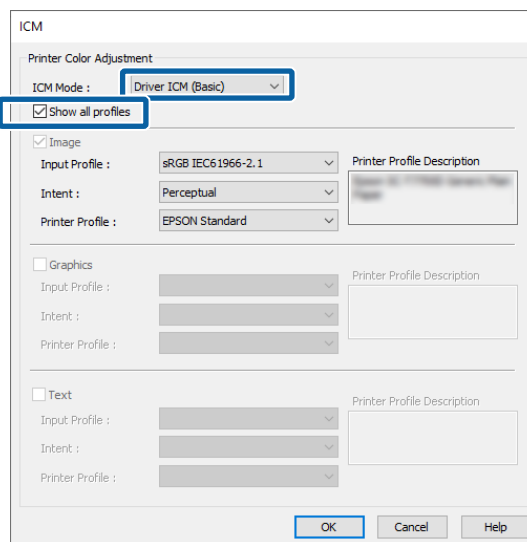 ICM
Printer Color Adjustment
ICM Mode : Driver ICM (Basic)
Show all profiles
Image
Input Profile : sRGB IEC61966-2.1 Printer Profile Description
Intent : Perceptual
Printer Profile : EPSON Standard
Graphics
Printer Profile Description
Input Profile :
Intent :
Printer Profile :
Text
Printer Profile Description
Input Profile :
Intent :
Printer Profile :
OK Cancel Help